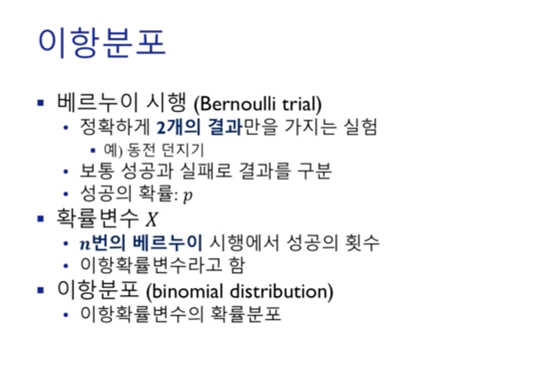 이항분포
▪ 베르누이 시행 (Bernoulli trial)
• 정확하게 2개의 결과만을 가지는 실험
▪ 예) 동전 던지기
• 보통 성공과 실패로 결과를 구분
• 성공의 확률: p
▪ 확률변수 X
• n번의 베르누이 시행에서 성공의 횟수
• 이항확률변수라고 함
▪ 이항분포 (binomial distribution)
• 이항확률변수의 확률분포